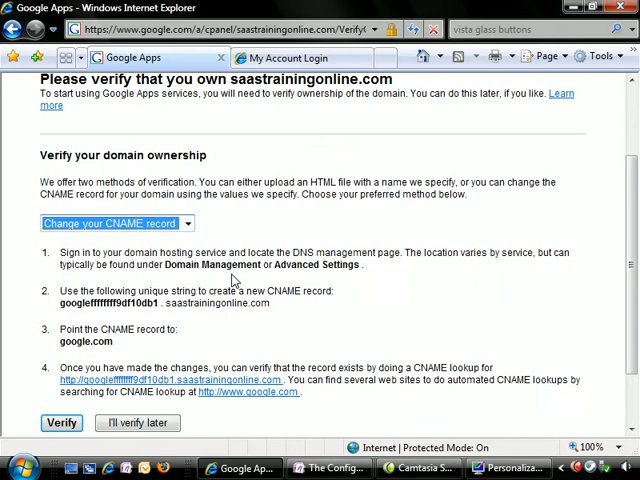 Google Apps - Windows Internet Explorer
https://www.google.com/a/cpanel/saastrainingonline.com/Verify
vista glass buttons
Google Apps
My Account Login
Page
Tools
Please verify that you own saastrainingonline.com
To start using Google Apps services, you will need to verify ownership of the domain. You can do this later, if you like. Learn
more
Verify your domain ownership
We offer two methods of verification. You can either upload an HTML file with a name we specify, or you can change the
CNAME record for your domain using the values we specify. Choose your preferred method below.
Change your CNAME record
1. Sign in to your domain hosting service and locate the DNS management page. The location varies by service, but can
typically be found under Domain Management or Advanced Settings .
2. Use the following unique string to create a new CNAME record:
googleffffffff9df10db1 . saastrainingonline.com
3. Point the CNAME record to:
google.com
4. Once you have made the changes, you can verify that the record exists by doing a CNAME lookup for
http://googleffffffff9df10db1.saastrainingonline.com . You can find several web sites to do automated CNAME lookups by
searching for CNAME lookup at http://www.google.com .
Verify
I'll verify later
Internet | Protected Mode: On
100%
Google Ap...
The Config...
Camtasia S...
Personaliza...